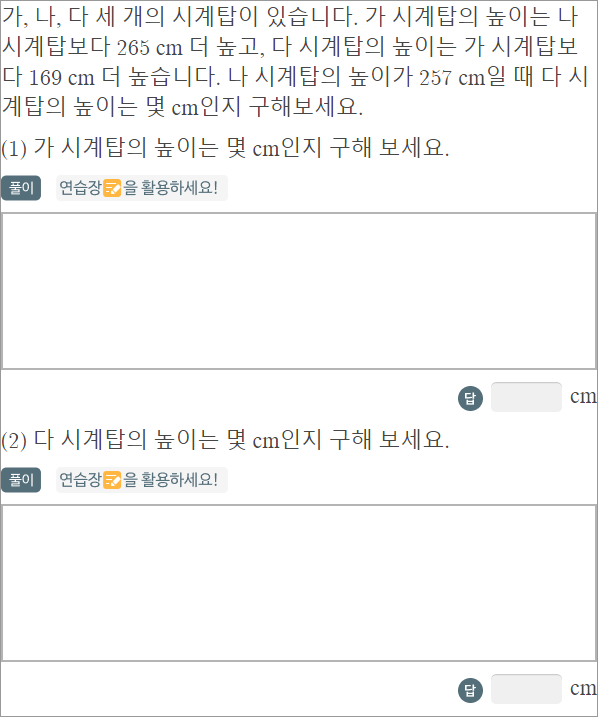 가, 나, 다 세 개의 시계탑이 있습니다. 가 시계탑의 높이는 나
시계탑보다 265 cm 더 높고, 다 시계탑의 높이는 가 시계탑보
다 169 cm 더 높습니다. 나 시계탑의 높이가 257 cm일 때 다 시
계탑의 높이는 몇 cm인지 구해보세요.
(1) 가 시계탑의 높이는 몇 cm인지 구해 보세요.
풀이 연습장을 활용하세요!
답 cm
(2) 다 시계탑의 높이는 몇 cm인지 구해 보세요.
풀이 연습장을 활용하세요!
답 cm